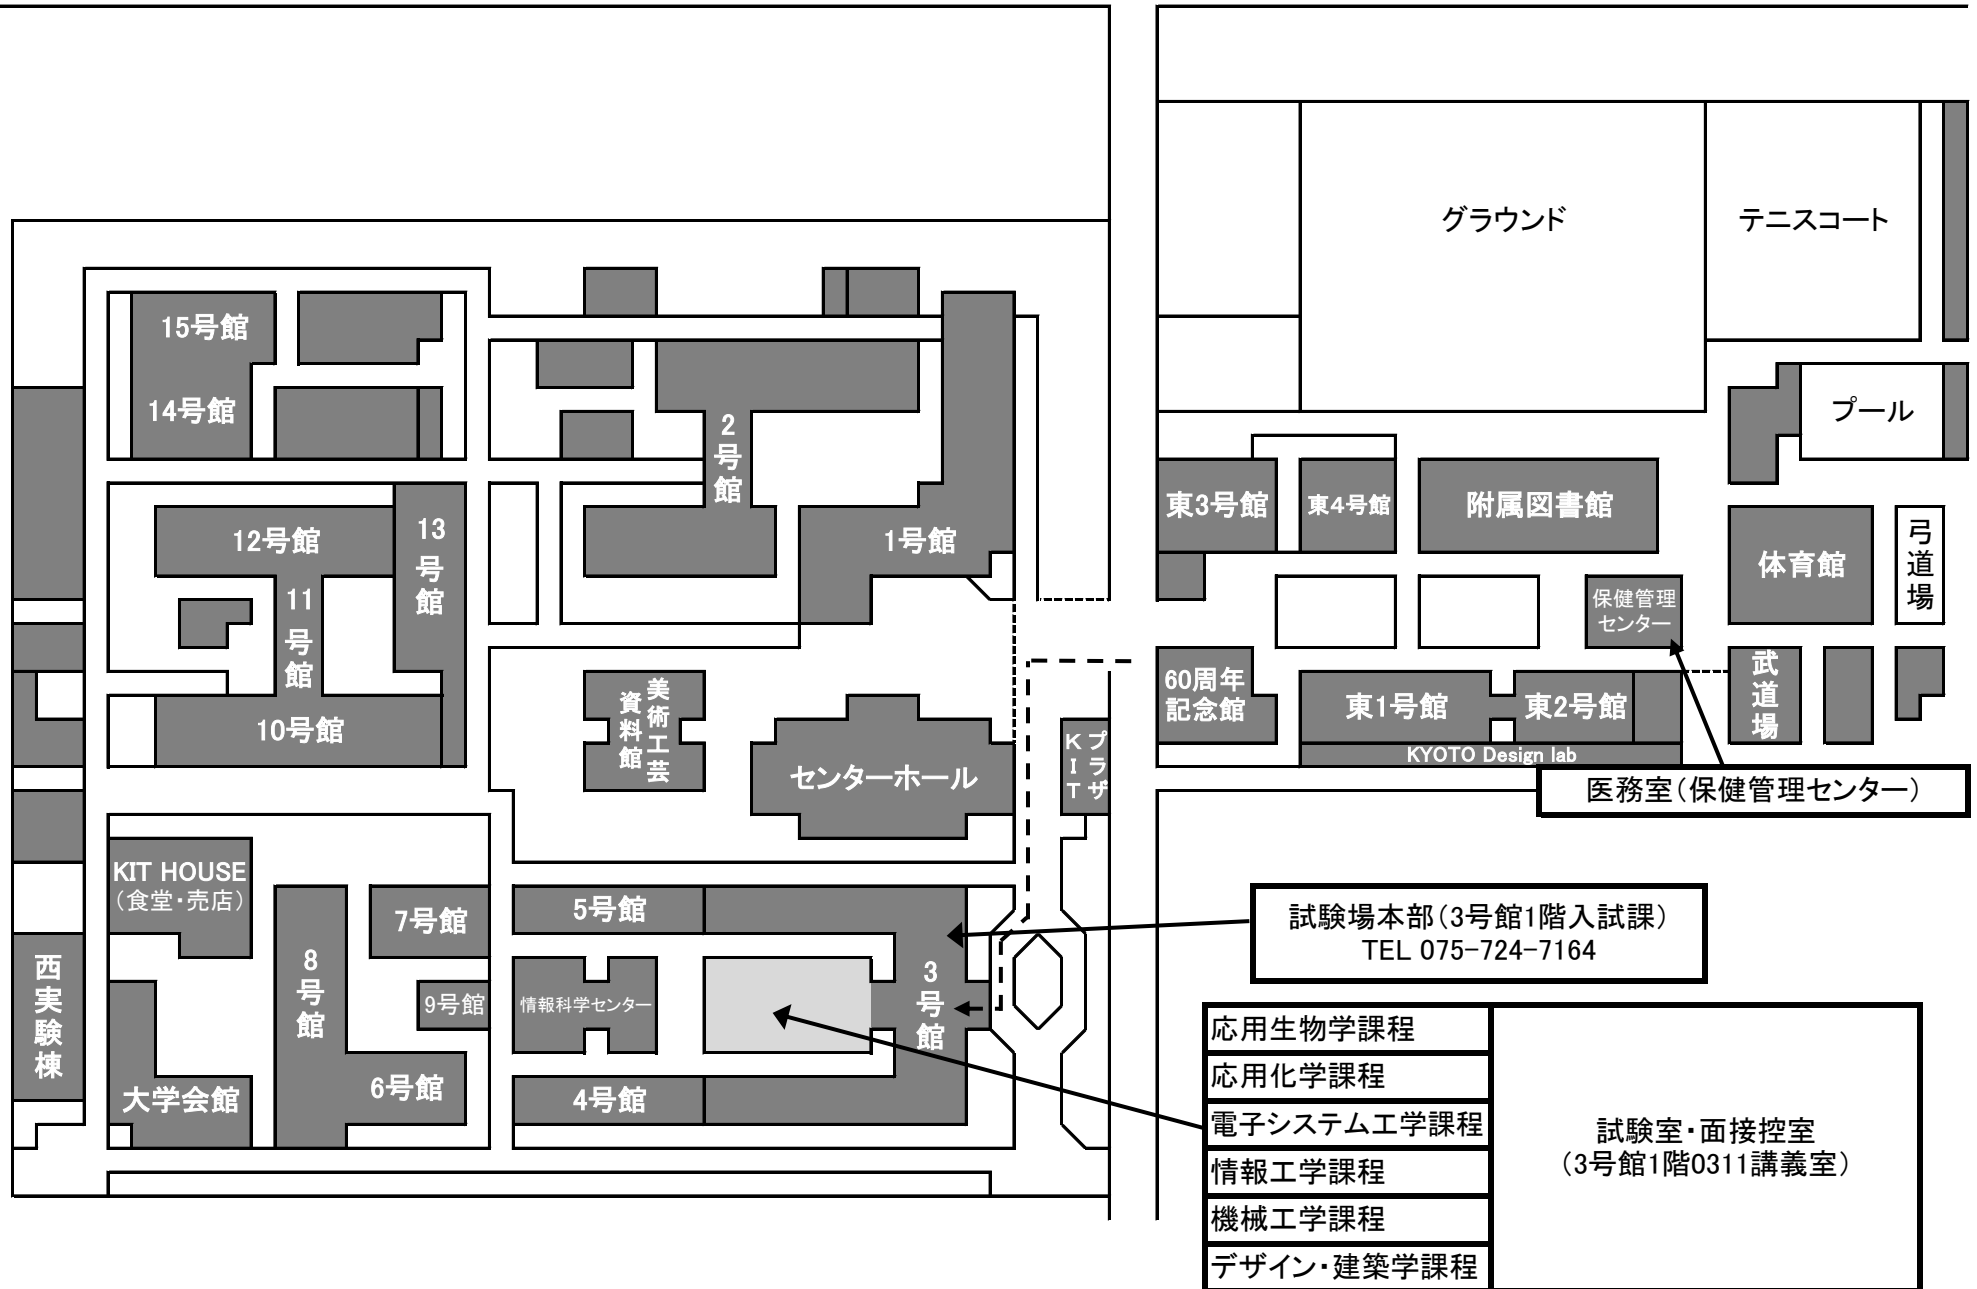 グラウンド
テニスコート
プール
15号館
14号館
2号館
1号館
12号館
13号館
11号館
10号館
東3号館
東4号館
附属図書館
体育館
弓道場
保健管理
センター
60周年
記念館
東1号館
東2号館
KYOTO Design lab
武道場
医務室(保健管理センター)
美術工芸
資料館
センターホール
プラザ
KIT
KIT HOUSE
(食堂・売店)
7号館
5号館
8号館
9号館
情報科学センター
3号館
西実験棟
大学会館
6号館
4号館
試験場本部(3号館1階入試課)
TEL 075-724-7164
応用生物学課程
応用化学課程
電子システム工学課程
情報工学課程
機械工学課程
デザイン・建築学課程
試験室・面接控室
(3号館1階0311講義室)